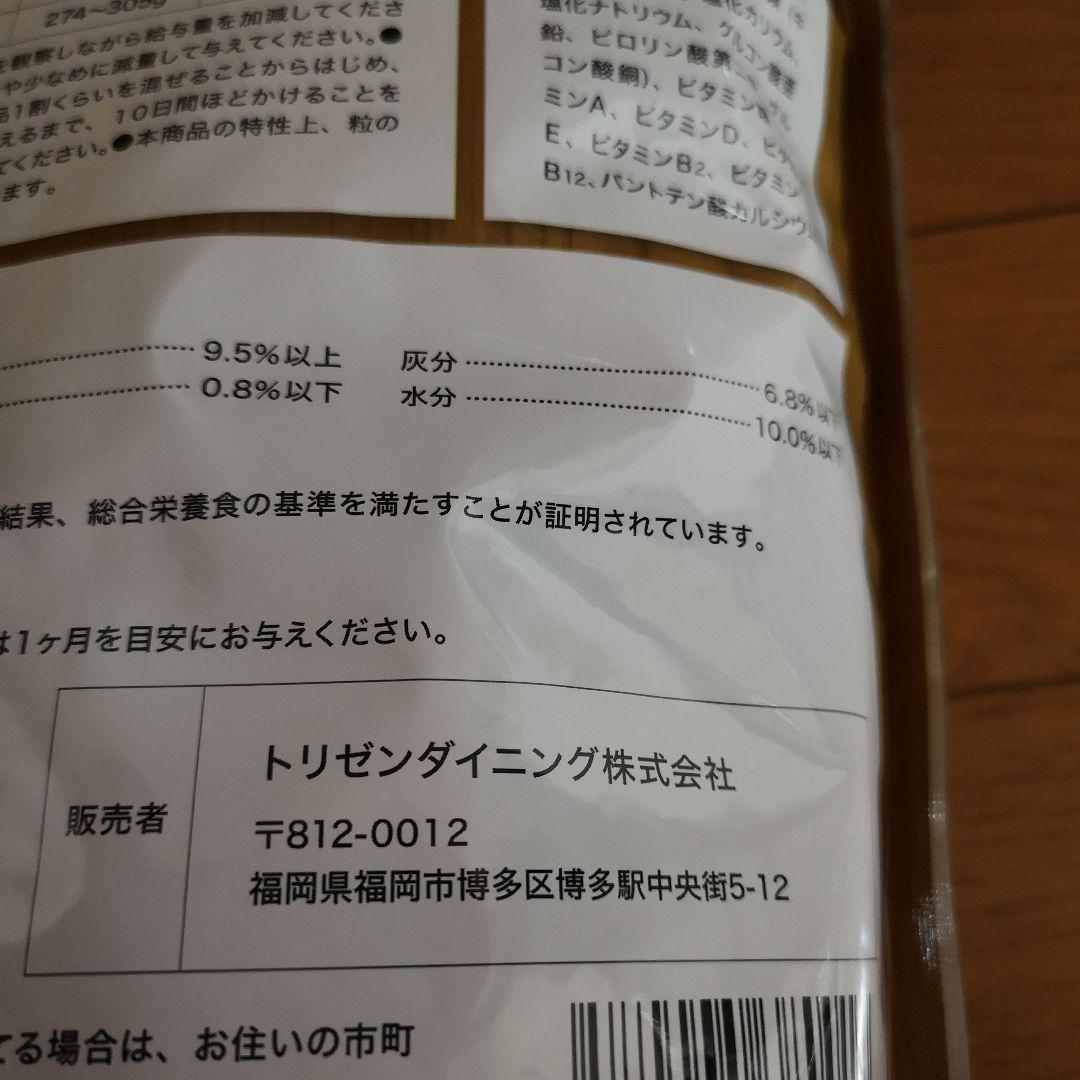 274〜305g
観察しながら給与量を加減してくださ
や少なめに減量して与えてください。●
品1割くらいを混ぜることからはじめ、
えるまで、10日間ほどかけることを
てください。●本商品の特性上、粒の
ます。
塩化カリウム、
塩化ナトリウム、グルコン酸亜
鉛、ピロリン酸第
コン酸銅)、ビタミン
ミンA、ビタミンD、ビタ
E、ビタミンB2、ビタミン
B12、パントテン酸カルシウ
9.5%以上
0.8%以下
灰分 6.8%以下
水分 10.0%以下
結果、総合栄養食の基準を満たすことが証明されています。
は1ヶ月を目安にお与えください。
販売者
トリゼンダイニング株式会社
〒812-0012
福岡県福岡市博多区博多駅中央街5-12
てる場合は、お住いの市町